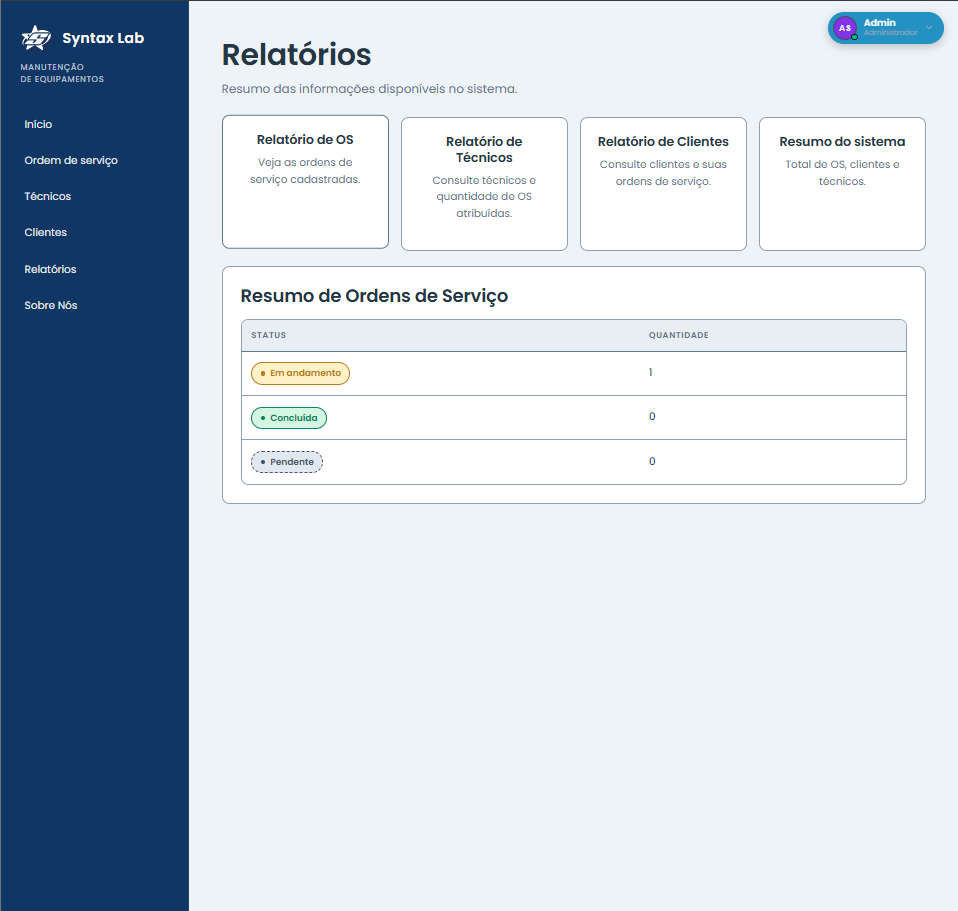 Syntax Lab
MANUTENÇÃO
DE EQUIPAMENTOS
Início
Ordem de serviço
Técnicos
Clientes
Relatórios
Sobre Nós
AS
Admin
Administrador
Relatórios
Resumo das informações disponíveis no sistema.
Relatório de OS
Veja as ordens de
serviço cadastradas.
Relatório de
Técnicos
Consulte técnicos e
quantidade de OS
atribuídas.
Relatório de Clientes
Consulte clientes e suas
ordens de serviço.
Resumo do sistema
Total de OS, clientes e
técnicos.
Resumo de Ordens de Serviço
STATUS QUANTIDADE
Em andamento 1
Concluída 0
Pendente 0